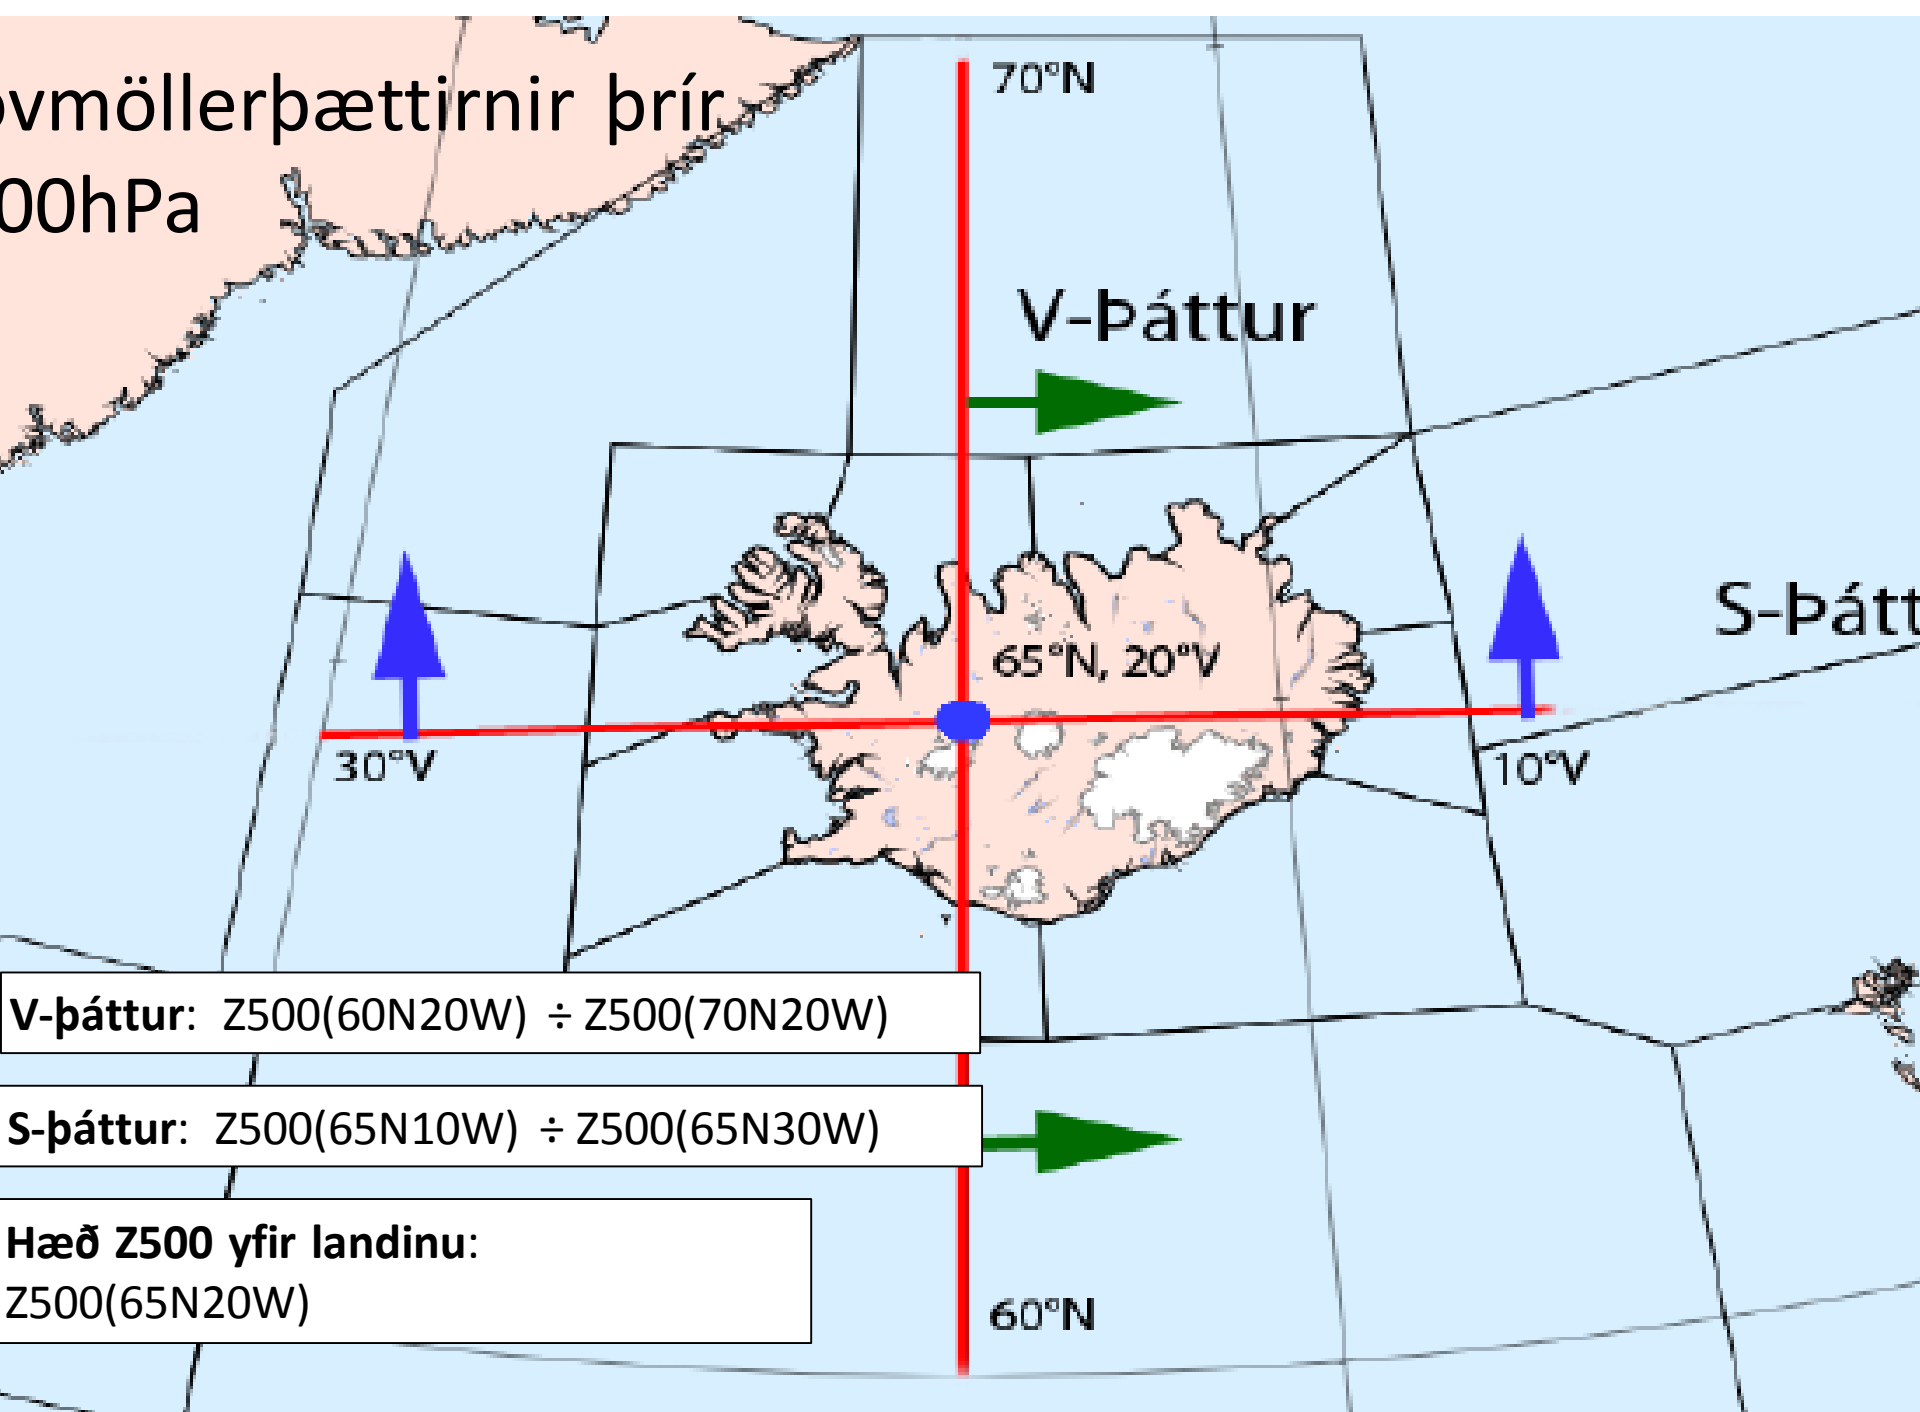 ovmöllerþættirnir þrír
00hPa
70°N
V-Þáttur
S-Þátt
65°N, 20°V
30°V
10°V
V-þáttur: Z500(60N20W) ÷ Z500(70N20W)
S-þáttur: Z500(65N10W) ÷ Z500(65N30W)
Hæð Z500 yfir landinu:
Z500(65N20W)
60°N